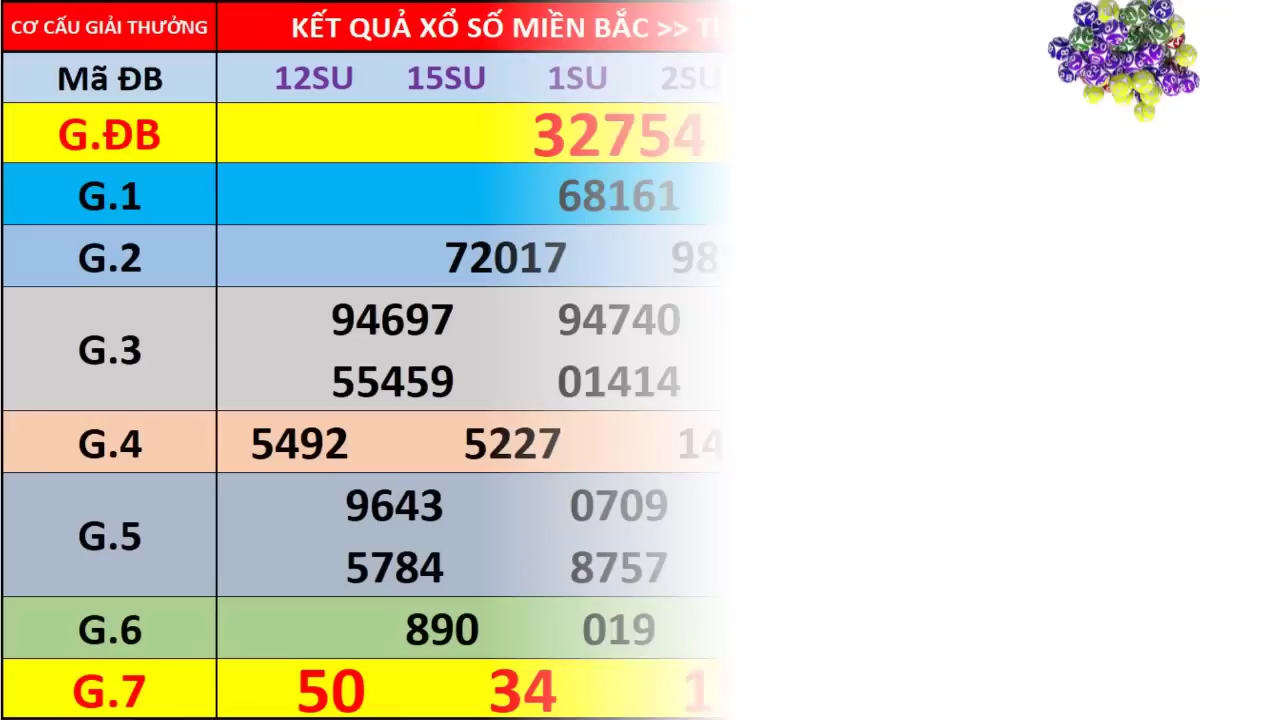 CƠ CẤU GIẢI THƯỞNG KẾT QUẢ XỔ SỐ MIỀN BẮC >>
Mã ĐB 12SU 15SU 1SU 2SU
G.ĐB 32754
G.1 68161
G.2 72017
94697 94740
G.3
55459 01414
G.4 5492 5227
9643 0709
G.5
5784 8757
G.6 890 019
G.7 50 34